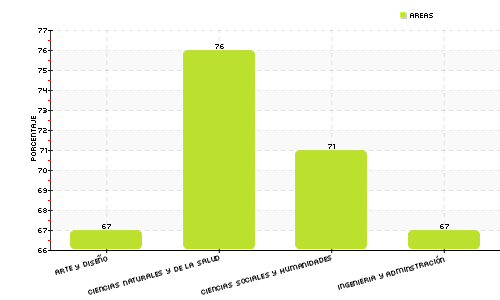 AREAS
PORCENTAJE
77
76
75
74
73
72
71
70
69
68
67
66
67
76
71
67
ARTE Y DISEÑO
CIENCIAS NATURALES Y DE LA SALUD
CIENCIAS SOCIALES Y HUMANIDADES
INGENIERIA Y ADMINSTRACIÓN